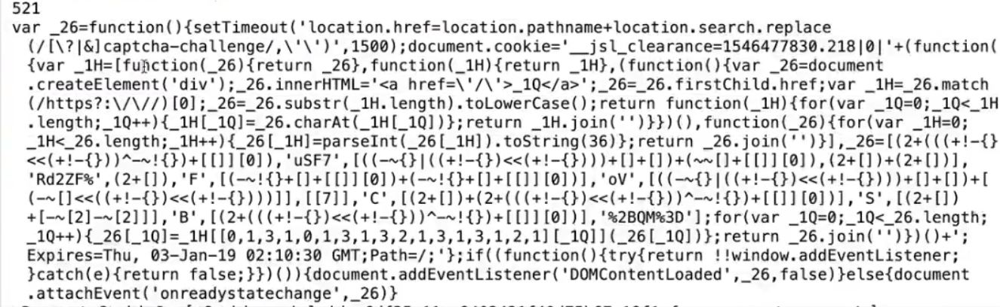 521
var _26=function(){setTimeout('location.href=location.pathname+location.search.replace
(/[\?|&]captcha-challenge/,\'\')',1500);document.cookie='__jsl_clearance=1546477830.218|0|'+(function(
{var _1H=[function(_26){return _26},function(_1H){return _1H},(function(){var _26=document
.createElement('div');_26.innerHTML='<a href=\'/\'>_1Q</a>';_26=_26.firstChild.href;var _1H=_26.match
(/https?:\/\//)[0];_26=_26.substr(_1H.length).toLowerCase();return function(_1H){for(var _1Q=0;_1Q<_1H
.length;_1Q++){_1H[_1Q]=_26.charAt(_1H[_1Q])};return _1H.join('')}})(),function(_26){for(var _1H=0;
_1H<_26.length;_1H++){_26[_1H]=parseInt(_26[_1H]).toString(36)};return _26.join('')}],_26=[(2+(((+!-{}
<<(+!-{}))^-~!{})+[[]][0]),'uSF7',[((-~{}|((+!-{})<<(+!-{})))+[]+[])+(~~[]+[[]][0]),(2+[])+(2+[])],
'Rd2ZF%',(2+[]),'F',[(-~!{}+[]+[[]][0])+(-~!{}+[]+[[]][0])],'oV',[((-~{}|((+!-{})<<(+!-{})))+[]+[])+[
(-~[]<<((+!-{})<<(+!-{})))]],[[7]],'C',[(2+[])+(2+(((+!-{})<<(+!-{}))^-~!{})+[[]][0])],'S',[(2+[])
+[-~[2]-~[2]]],'B',[(2+(((+!-{})<<(+!-{}))^-~!{})+[[]][0])],'%2BQM%3D'];for(var _1Q=0;_1Q<_26.length;
_1Q++){_26[_1Q]=_1H[[0,1,3,1,0,1,3,1,3,2,1,3,1,3,1,2,1][_1Q]](_26[_1Q])};return _26.join('')})()+';
Expires=Thu, 03-Jan-19 02:10:30 GMT;Path=/;'};if((function(){try{return !!window.addEventListener;
}catch(e){return false;}})()){document.addEventListener('DOMContentLoaded',_26,false)}else{document
.attachEvent('onreadystatechange',_26)}